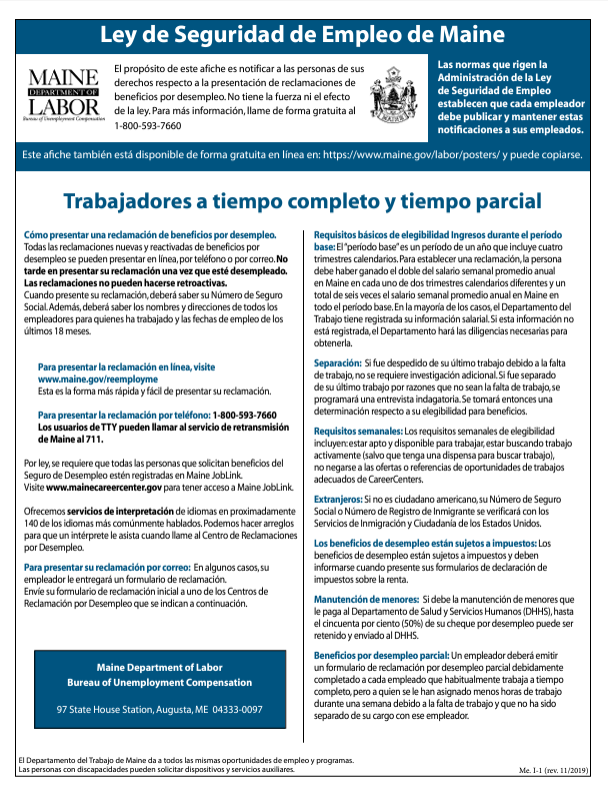 Ley de Seguridad de Empleo de Maine
MAINE
DEPARTMENT OF
LABOR
Bureau of Unemployment Compensation
El propósito de este afiche es notificar a las personas de sus
derechos respecto a la presentación de reclamaciones de
beneficios por desempleo. No tiene la fuerza ni el efecto
de la ley. Para más información, llame de forma gratuita al
1-800-593-7660
Las normas que rigen la
Administración de la Ley
de Seguridad de Empleo
establecen que cada empleador
debe publicar y mantener estas
notificaciones a sus empleados.
Este afiche también está disponible de forma gratuita en línea en: https://www.maine.gov/labor/posters/ y puede copiarse.
Trabajadores a tiempo completo y tiempo parcial
Cómo presentar una reclamación de beneficios por desempleo.
Todas las reclamaciones nuevas y reactivadas de beneficios por
desempleo se pueden presentar en línea, por teléfono o por correo. No
tarde en presentar su reclamación una vez que esté desempleado.
Las reclamaciones no pueden hacerse retroactivas.
Cuando presente su reclamación, deberá saber su Número de Seguro
Social. Además, deberá saber los nombres y direcciones de todos los
empleadores para quienes ha trabajado y las fechas de empleo de los
últimos 18 meses.
Para presentar la reclamación en línea, visite
www.maine.gov/reemployme
Esta es la forma más rápida y fácil de presentar su reclamación.
Para presentar la reclamación por teléfono: 1-800-593-7660
Los usuarios de TTY pueden llamar al servicio de retransmisión
de Maine al 711.
Por ley, se requiere que todas las personas que solicitan beneficios del
Seguro de Desempleo estén registradas en Maine JobLink.
Visite www.mainecareercenter.gov para tener acceso a Maine JobLink.
Ofrecemos servicios de interpretación de idiomas en proximadamente
140 de los idiomas más comúnmente hablados. Podemos hacer arreglos
para que un intérprete le asista cuando llame al Centro de Reclamaciones
por Desempleo.
Para presentar su reclamación por correo: En algunos casos, su
empleador le entregará un formulario de reclamación.
Envíe su formulario de reclamación inicial a uno de los Centros de
Reclamación por Desempleo que se indican a continuación.
Maine Department of Labor
Bureau of Unemployment Compensation
97 State House Station, Augusta, ME 04333-0097
Requisitos básicos de elegibilidad Ingresos durante el período
base: El "período base" es un período de un año que incluye cuatro
trimestres calendarios. Para establecer una reclamación, la persona
debe haber ganado el doble del salario semanal promedio anual
en Maine en cada uno de dos trimestres calendarios diferentes y un
total de seis veces el salario semanal promedio anual en Maine en
todo el período base. En la mayoría de los casos, el Departamento del
Trabajo tiene registrada su información salarial. Si esta información
no está registrada, el Departamento hará las diligencias necesarias para
obtenerla.
Separación: Si fue despedido de su último trabajo debido a la falta
de trabajo, no se requiere investigación adicional. Si fue separado
de su último trabajo por razones que no sean la falta de trabajo, se
programará una entrevista indagatoria. Se tomará entonces una
determinación respecto a su elegibilidad para beneficios.
Requisitos semanales: Los requisitos semanales de elegibilidad
incluyen: estar apto y disponible para trabajar, estar buscando trabajo
activamente (salvo que tenga una dispensa para buscar trabajo),
no negarse a las ofertas o referencias de oportunidades de trabajos
adecuados de CareerCenters.
Extranjeros: Si no es ciudadano americano, su Número de Seguro
Social o Número de Registro de Inmigrante se verificará con los
Servicios de Inmigración y Ciudadanía de los Estados Unidos.
Los beneficios de desempleo están sujetos a impuestos: Los
beneficios de desempleo están sujetos a impuestos y deben
informarse cuando presente sus formularios de declaración de
impuestos sobre la renta.
Manutención de menores: Si debe la manutención de menores que
le paga al Departamento de Salud y Servicios Humanos (DHHS), hasta
el cincuenta por ciento (50%) de su cheque por desempleo puede ser
retenido y enviado al DHHS.
Beneficios por desempleo parcial: Un empleador deberá emitir
un formulario de reclamación por desempleo parcial debidamente
completado a cada empleado que habitualmente trabaja a tiempo
completo, pero a quien se le han asignado menos horas de trabajo
durante una semana debido a la falta de trabajo y que no ha sido
separado de su cargo con ese empleador.
El Departamento del Trabajo de Maine da a todos las mismas oportunidades de empleo y programas.
Las personas con discapacidades pueden solicitar dispositivos y servicios auxiliares.
Me. I-1 (rev. 11/2019)